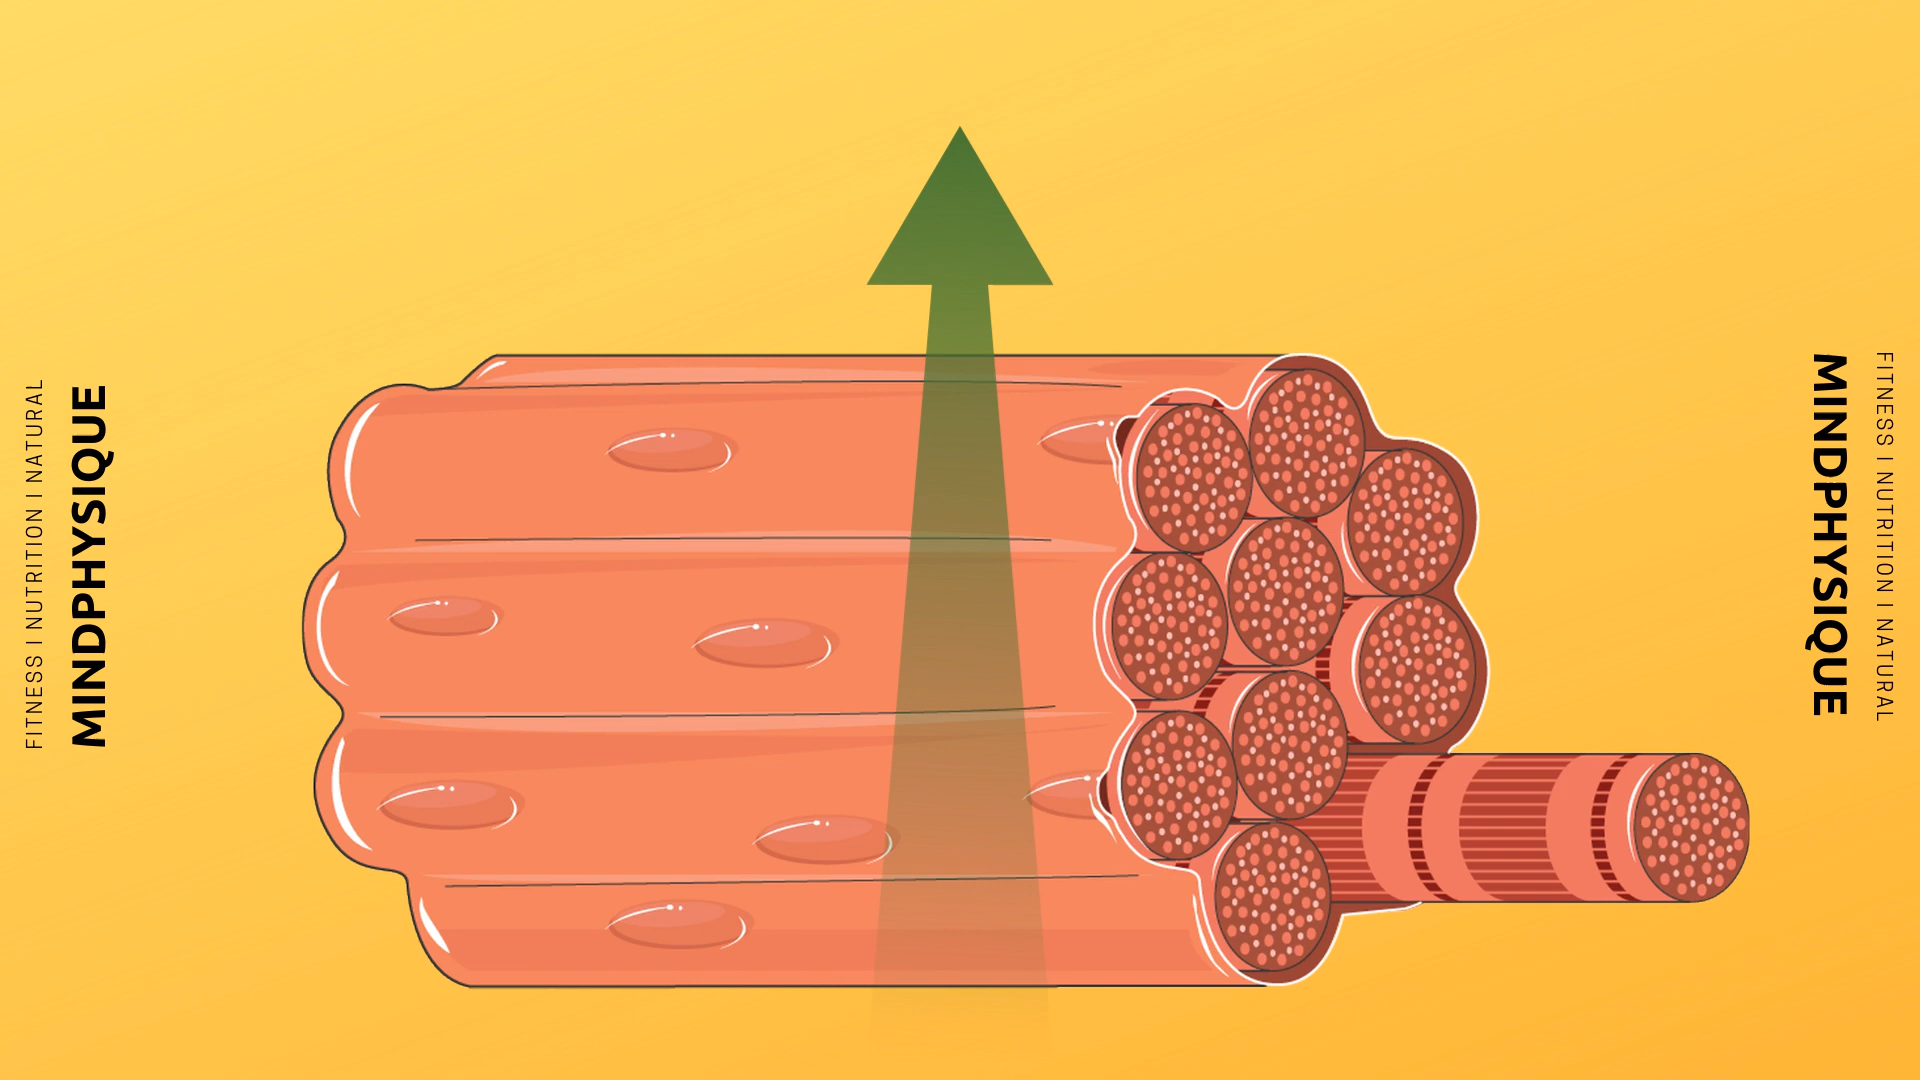 FITNESS I NUTRITION I NATURAL
MINDPHYSIQUE
MINDPHYSIQUE
FITNESS I NUTRITION I NATURAL